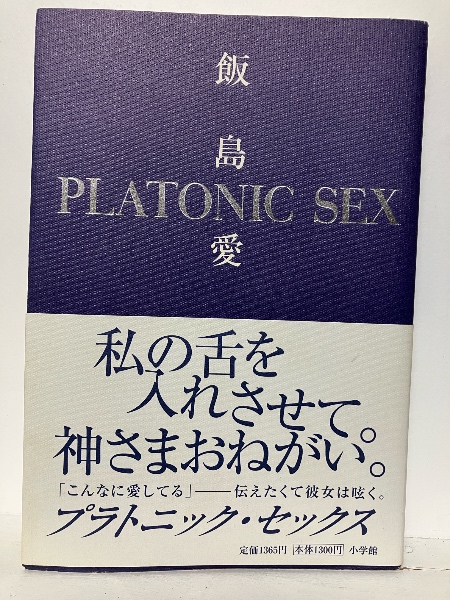 飯島愛
PLATONIC SEX
私の舌を
入れさせて。
神さまおねがい。
「こんなに愛してる」——伝えたくて彼女は呟く。
プラトニック・セックス
定価1365円 本体1300円 小学館